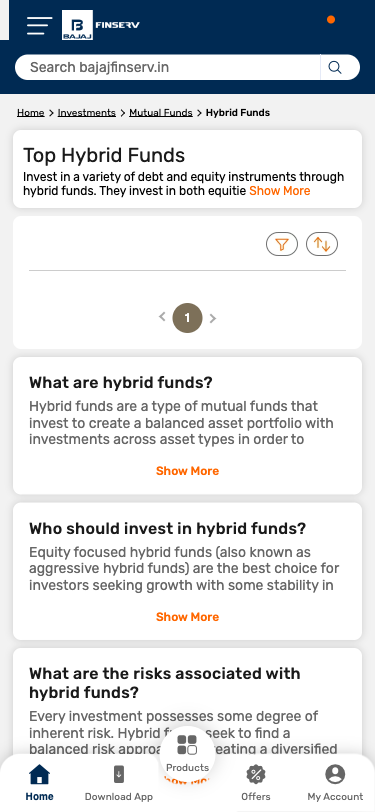 B
BAJAJ
FINSERV
Search bajajfinserv.in
Home > Investments > Mutual Funds > Hybrid Funds
Top Hybrid Funds
Invest in a variety of debt and equity instruments through
hybrid funds. They invest in both equitie Show More
1
What are hybrid funds?
Hybrid funds are a type of mutual funds that
invest to create a balanced asset portfolio with
investments across asset types in order to
Show More
Who should invest in hybrid funds?
Equity focused hybrid funds (also known as
aggressive hybrid funds) are the best choice for
investors seeking growth with some stability in
Show More
What are the risks associated with
hybrid funds?
Every investment possesses some degree of
inherent risk. Hybrid seek to find a
balanced risk a diversified
Home
Download App
Products
Offers
My Account